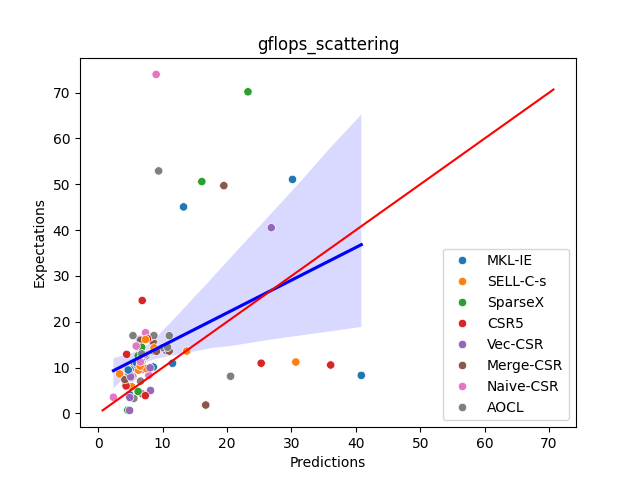 gflops_scattering
Expectations
70
60
50
40
30
20
10
0
MKL-IE
SELL-C-s
SparseX
CSR5
Vec-CSR
Merge-CSR
Naive-CSR
AOCL
0 10 20 30 40 50 60 70
Predictions